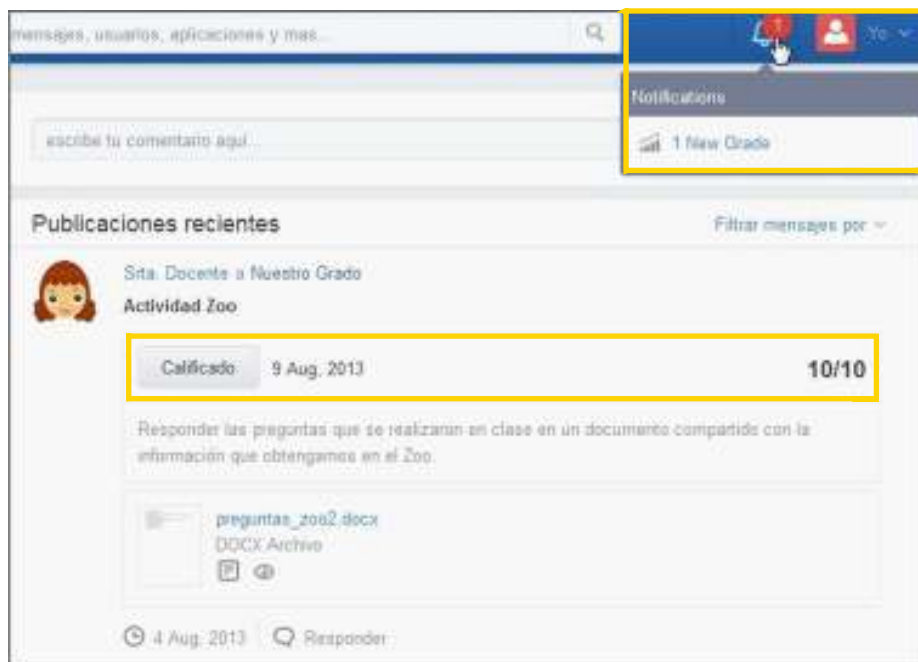 mensajes, usuarios, aplicaciones y mas...
1
Yo
Notifications
1 New Grade
escribe tu comentario aquí...
Publicaciones recientes
Filtrar mensajes por
Srta. Docente a Nuestro Grado
Actividad Zoo
Calificado 9 Aug, 2013 10/10
Responder las preguntas que se realizaran en clase en un documento compartido con la
información que obtengamos en el Zoo.
preguntas_zoo2.docx
DOCX Archivo
4 Aug, 2013 Responder